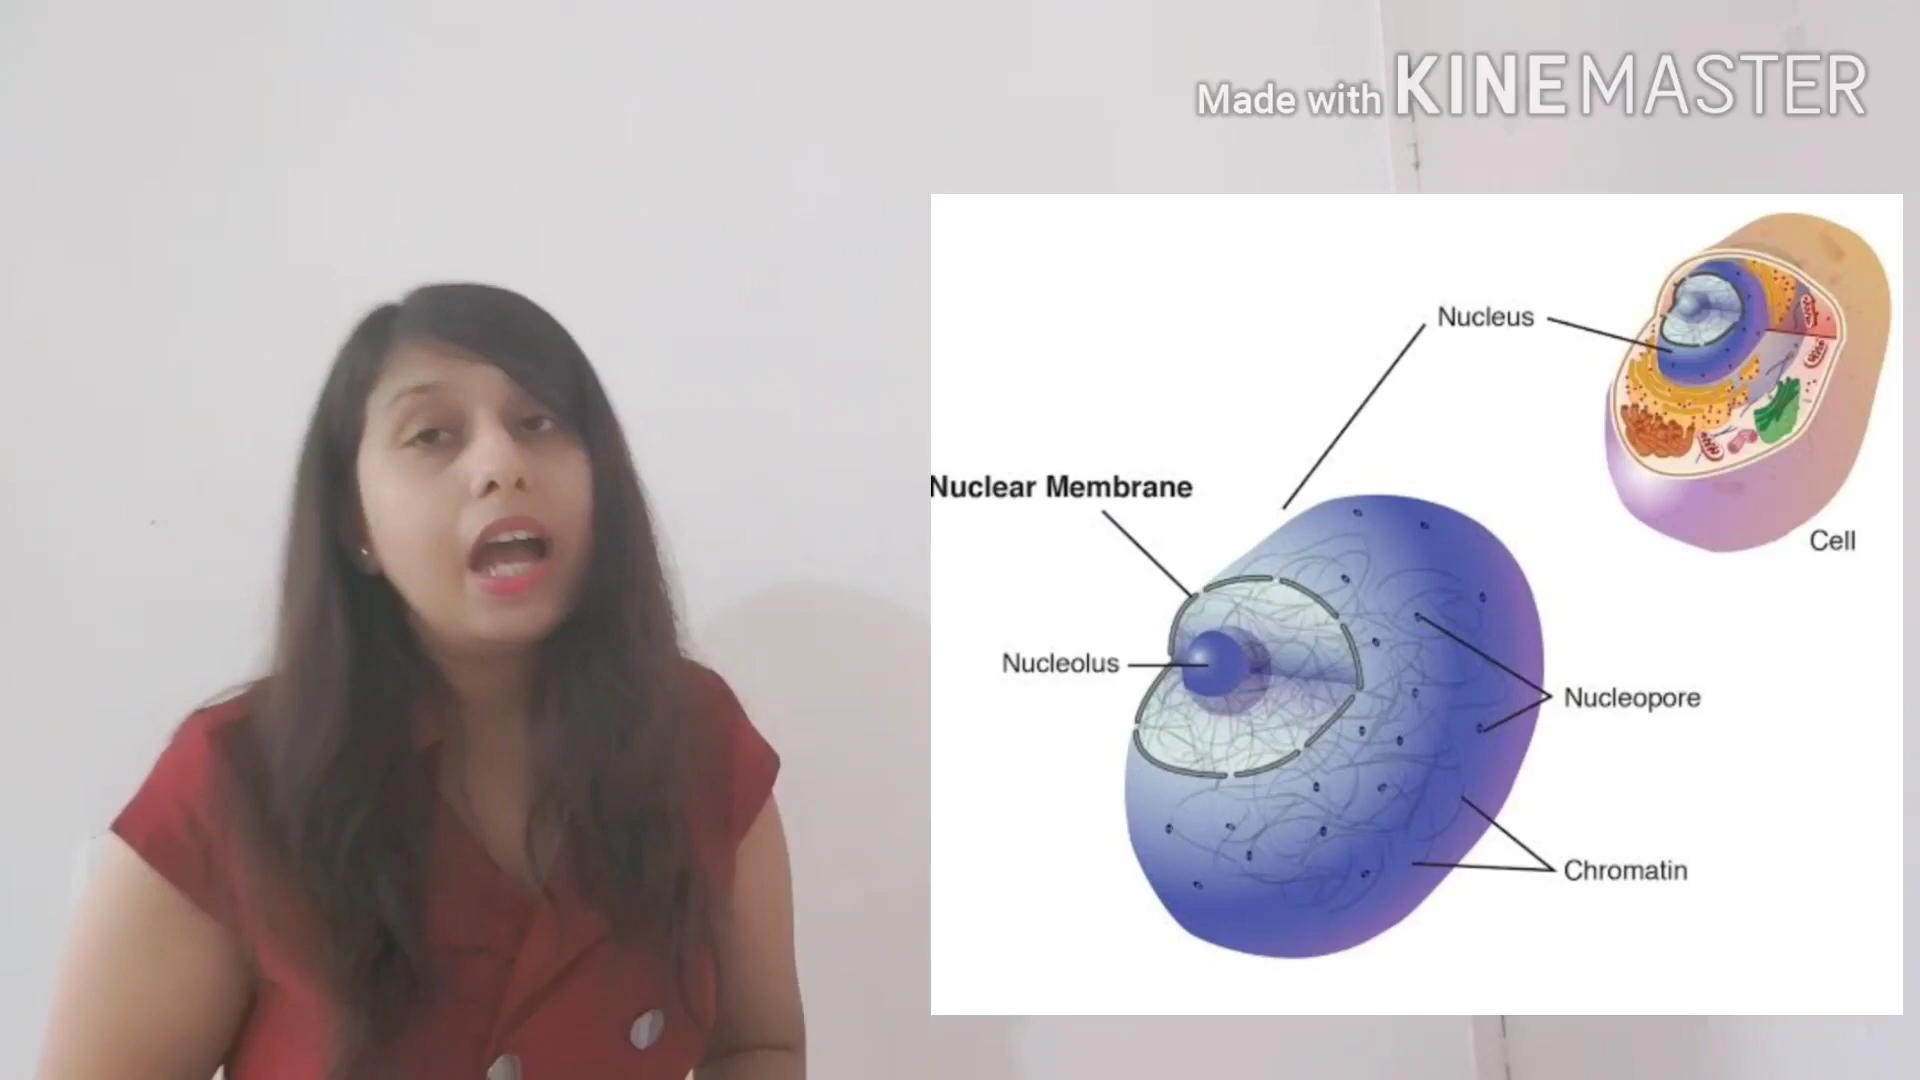 Made with KINEMASTER
Nucleus
Nuclear Membrane
Cell
Nucleolus
Nucleopore
Chromatin